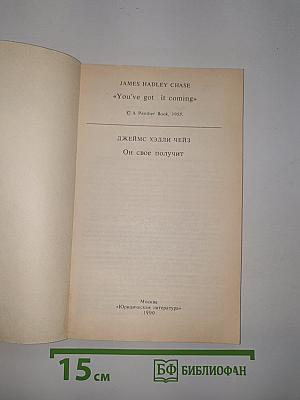 JAMES HADLEY CHASE
«You've got it coming»
© A Panther Book, 1955.
ДЖЕЙМС ХЭДЛИ ЧЕЙЗ
Он свое получит
Москва
«Юридическая литература»
1990
15 см
БФ БИБЛИОФАН